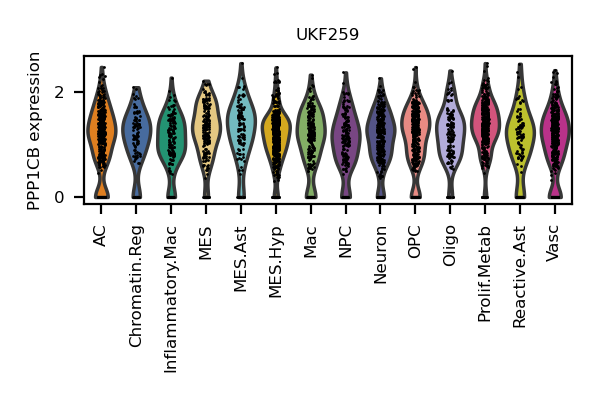 UKF259
PPP1CB expression
2
0
AC
Chromatin.Reg
Inflammatory.Mac
MES
MES.Ast
MES.Hyp
Mac
NPC
Neuron
OPC
Oligo
Prolif.Metab
Reactive.Ast
Vasc